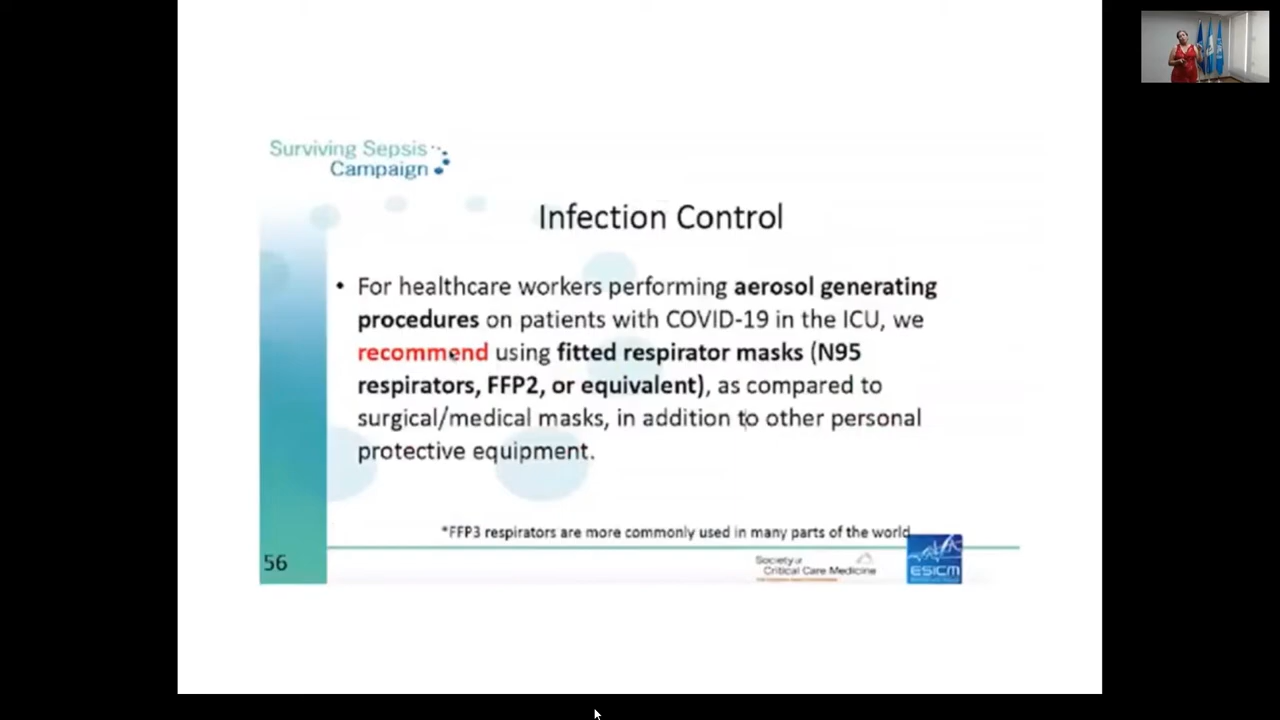 Surviving Sepsis
Campaign
Infection Control
• For healthcare workers performing aerosol generating
procedures on patients with COVID-19 in the ICU, we
recommend using fitted respirator masks (N95
respirators, FFP2, or equivalent), as compared to
surgical/medical masks, in addition to other personal
protective equipment.
*FFP3 respirators are more commonly used in many parts of the world
56
Society of
Critical Care Medicine
ESICM